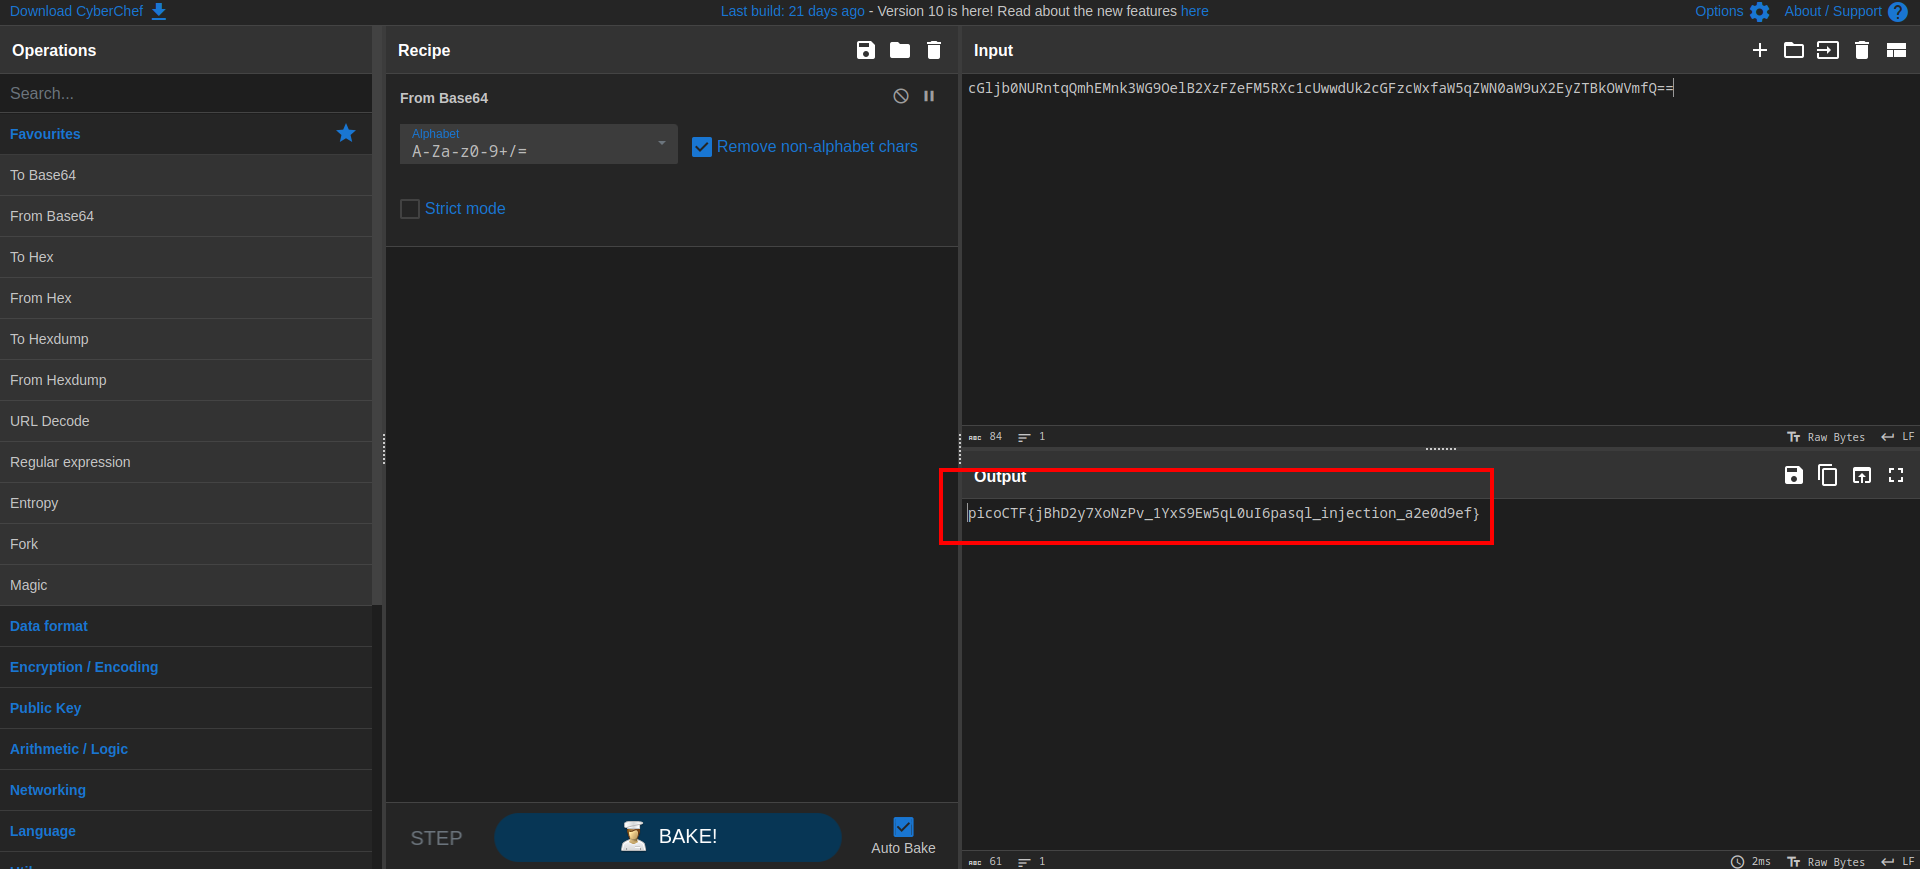 Download CyberChef
Last build: 21 days ago - Version 10 is here! Read about the new features here
Options
About / Support
Operations
Search...
Favourites
To Base64
From Base64
To Hex
From Hex
To Hexdump
From Hexdump
URL Decode
Regular expression
Entropy
Fork
Magic
Data format
Encryption / Encoding
Public Key
Arithmetic / Logic
Networking
Language
Recipe
From Base64
Alphabet
A-Za-z0-9+/=
Remove non-alphabet chars
Strict mode
STEP
BAKE!
Auto Bake
Input
cGljb0NURntqQmhEMnk3WG9OelB2XzFZeFM5RXc1cUwwdUk2cGFzcWxfaW5qZWN0aW9uX2EyZTBkOWVmfQ==
ABC 84 1
Raw Bytes LF
Output
picoCTF{jBhD2y7XoNzPv_1YxS9Ew5qL0uI6pasql_injection_a2e0d9ef}
ABC 61 1
2ms Raw Bytes LF